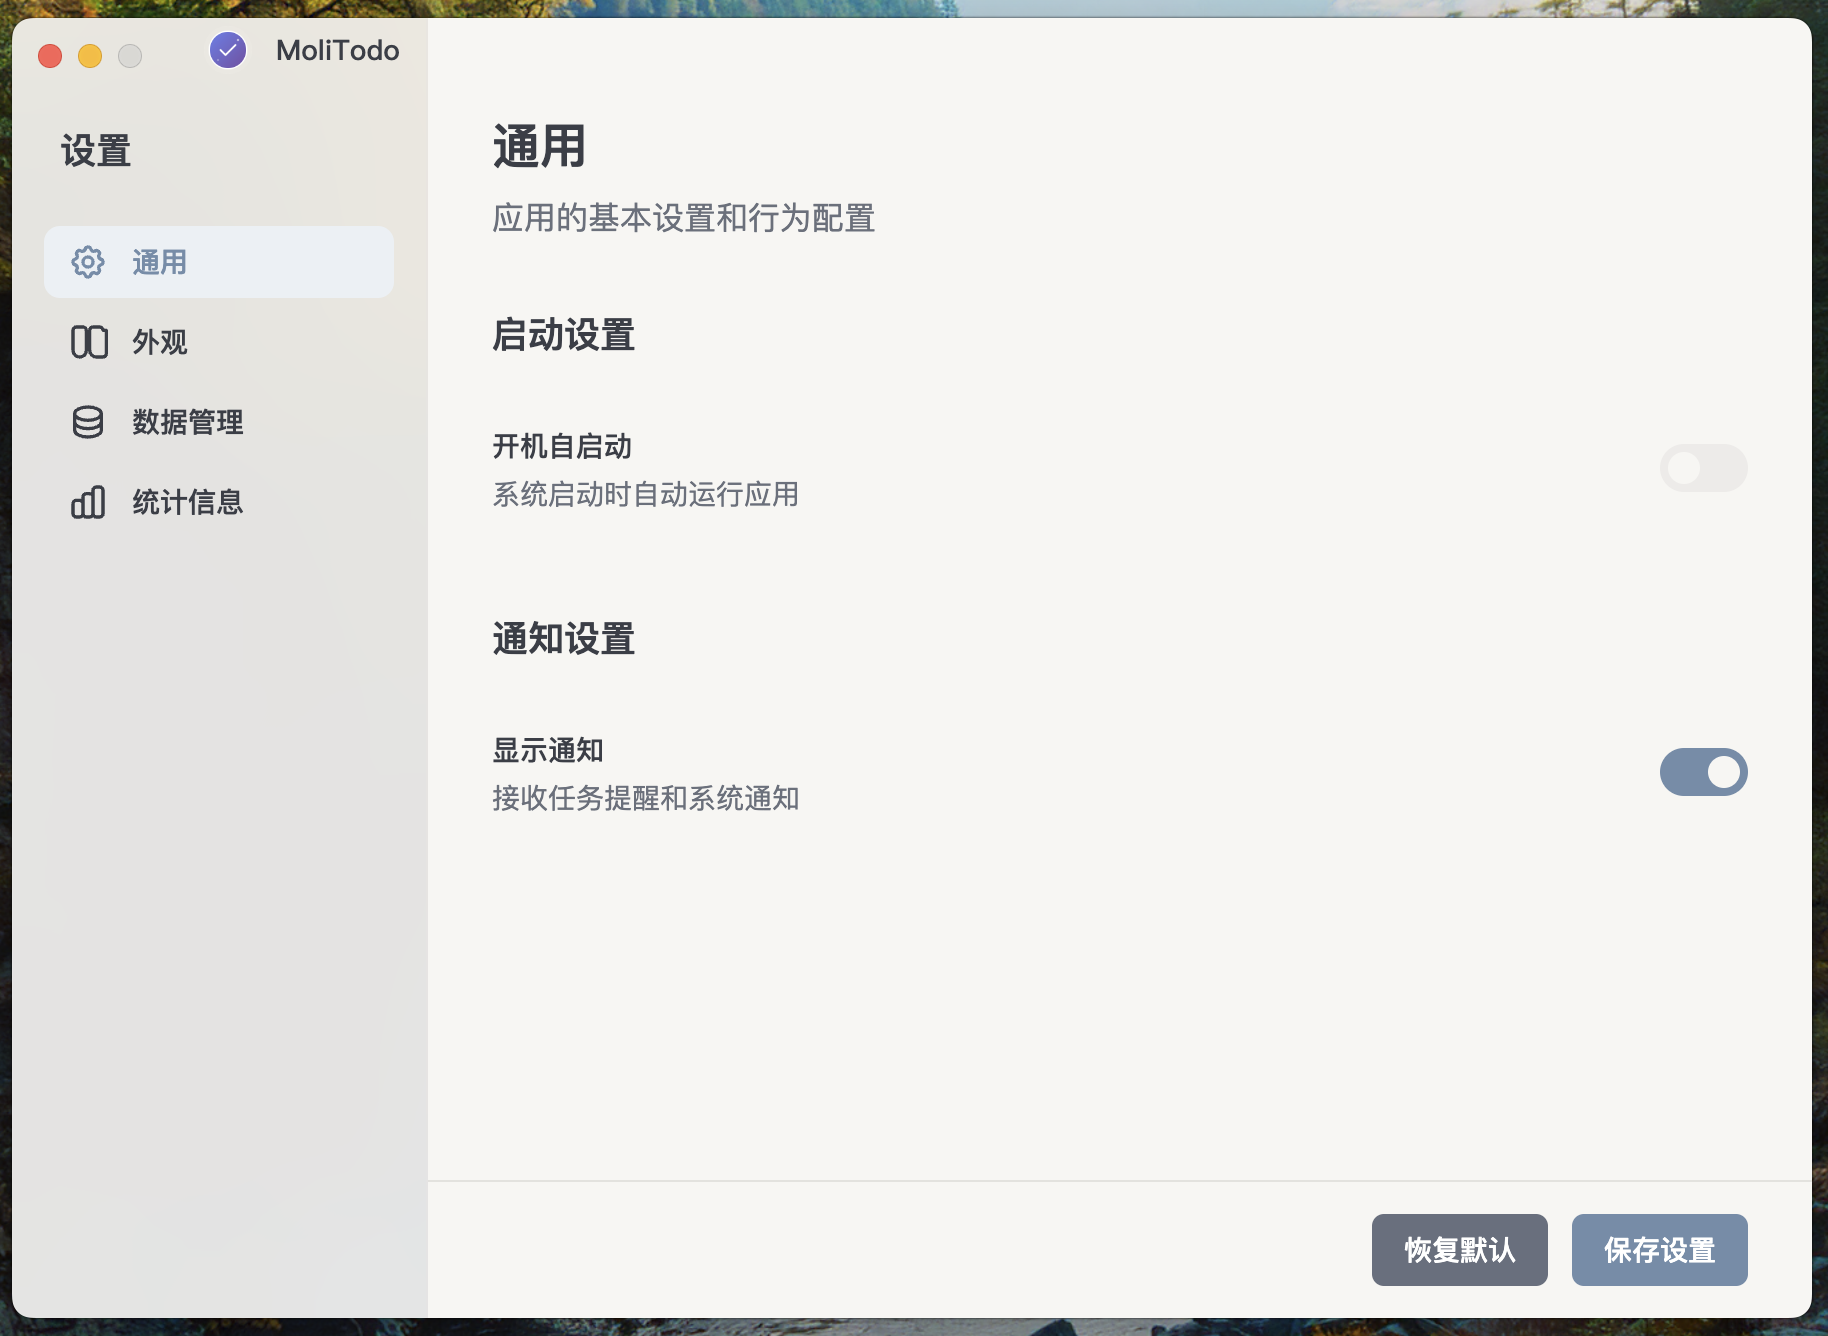 MoliTodo
设置
通用
外观
数据管理
统计信息
通用
应用的基本设置和行为配置
启动设置
开机自启动
系统启动时自动运行应用
通知设置
显示通知
接收任务提醒和系统通知
恢复默认
保存设置